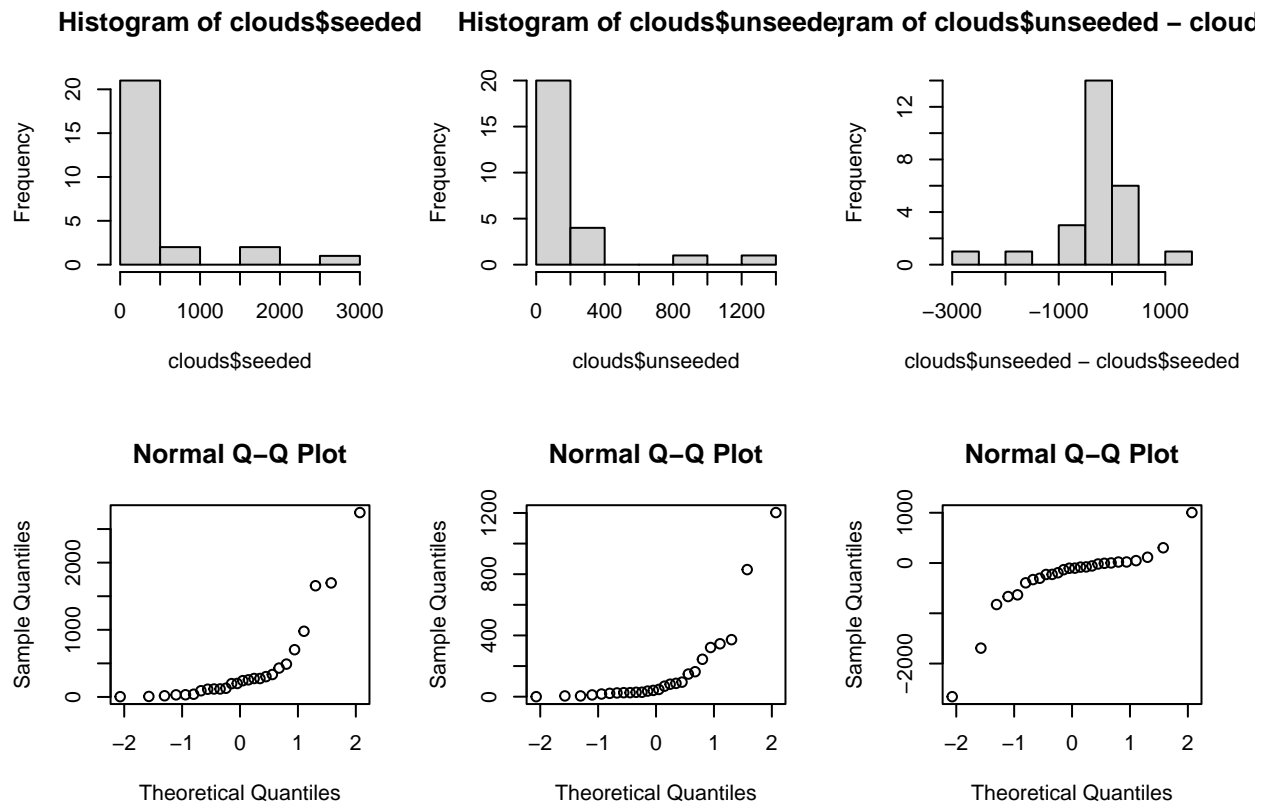 Histogram of clouds$seeded
Frequency
0 5 10 15 20
0 1000 2000 3000
clouds$seeded
Histogram of clouds$unseede
Frequency
0 5 10 15 20
0 400 800 1200
clouds$unseeded
gram of clouds$unseeded − cloud
Frequency
0 4 8 12
−3000 −1000 1000
clouds$unseeded − clouds$seeded
Normal Q−Q Plot
Sample Quantiles
0 1000 2000
−2 −1 0 1 2
Theoretical Quantiles
Normal Q−Q Plot
Sample Quantiles
0 400 800 1200
−2 −1 0 1 2
Theoretical Quantiles
Normal Q−Q Plot
Sample Quantiles
−2000 0 1000
−2 −1 0 1 2
Theoretical Quantiles